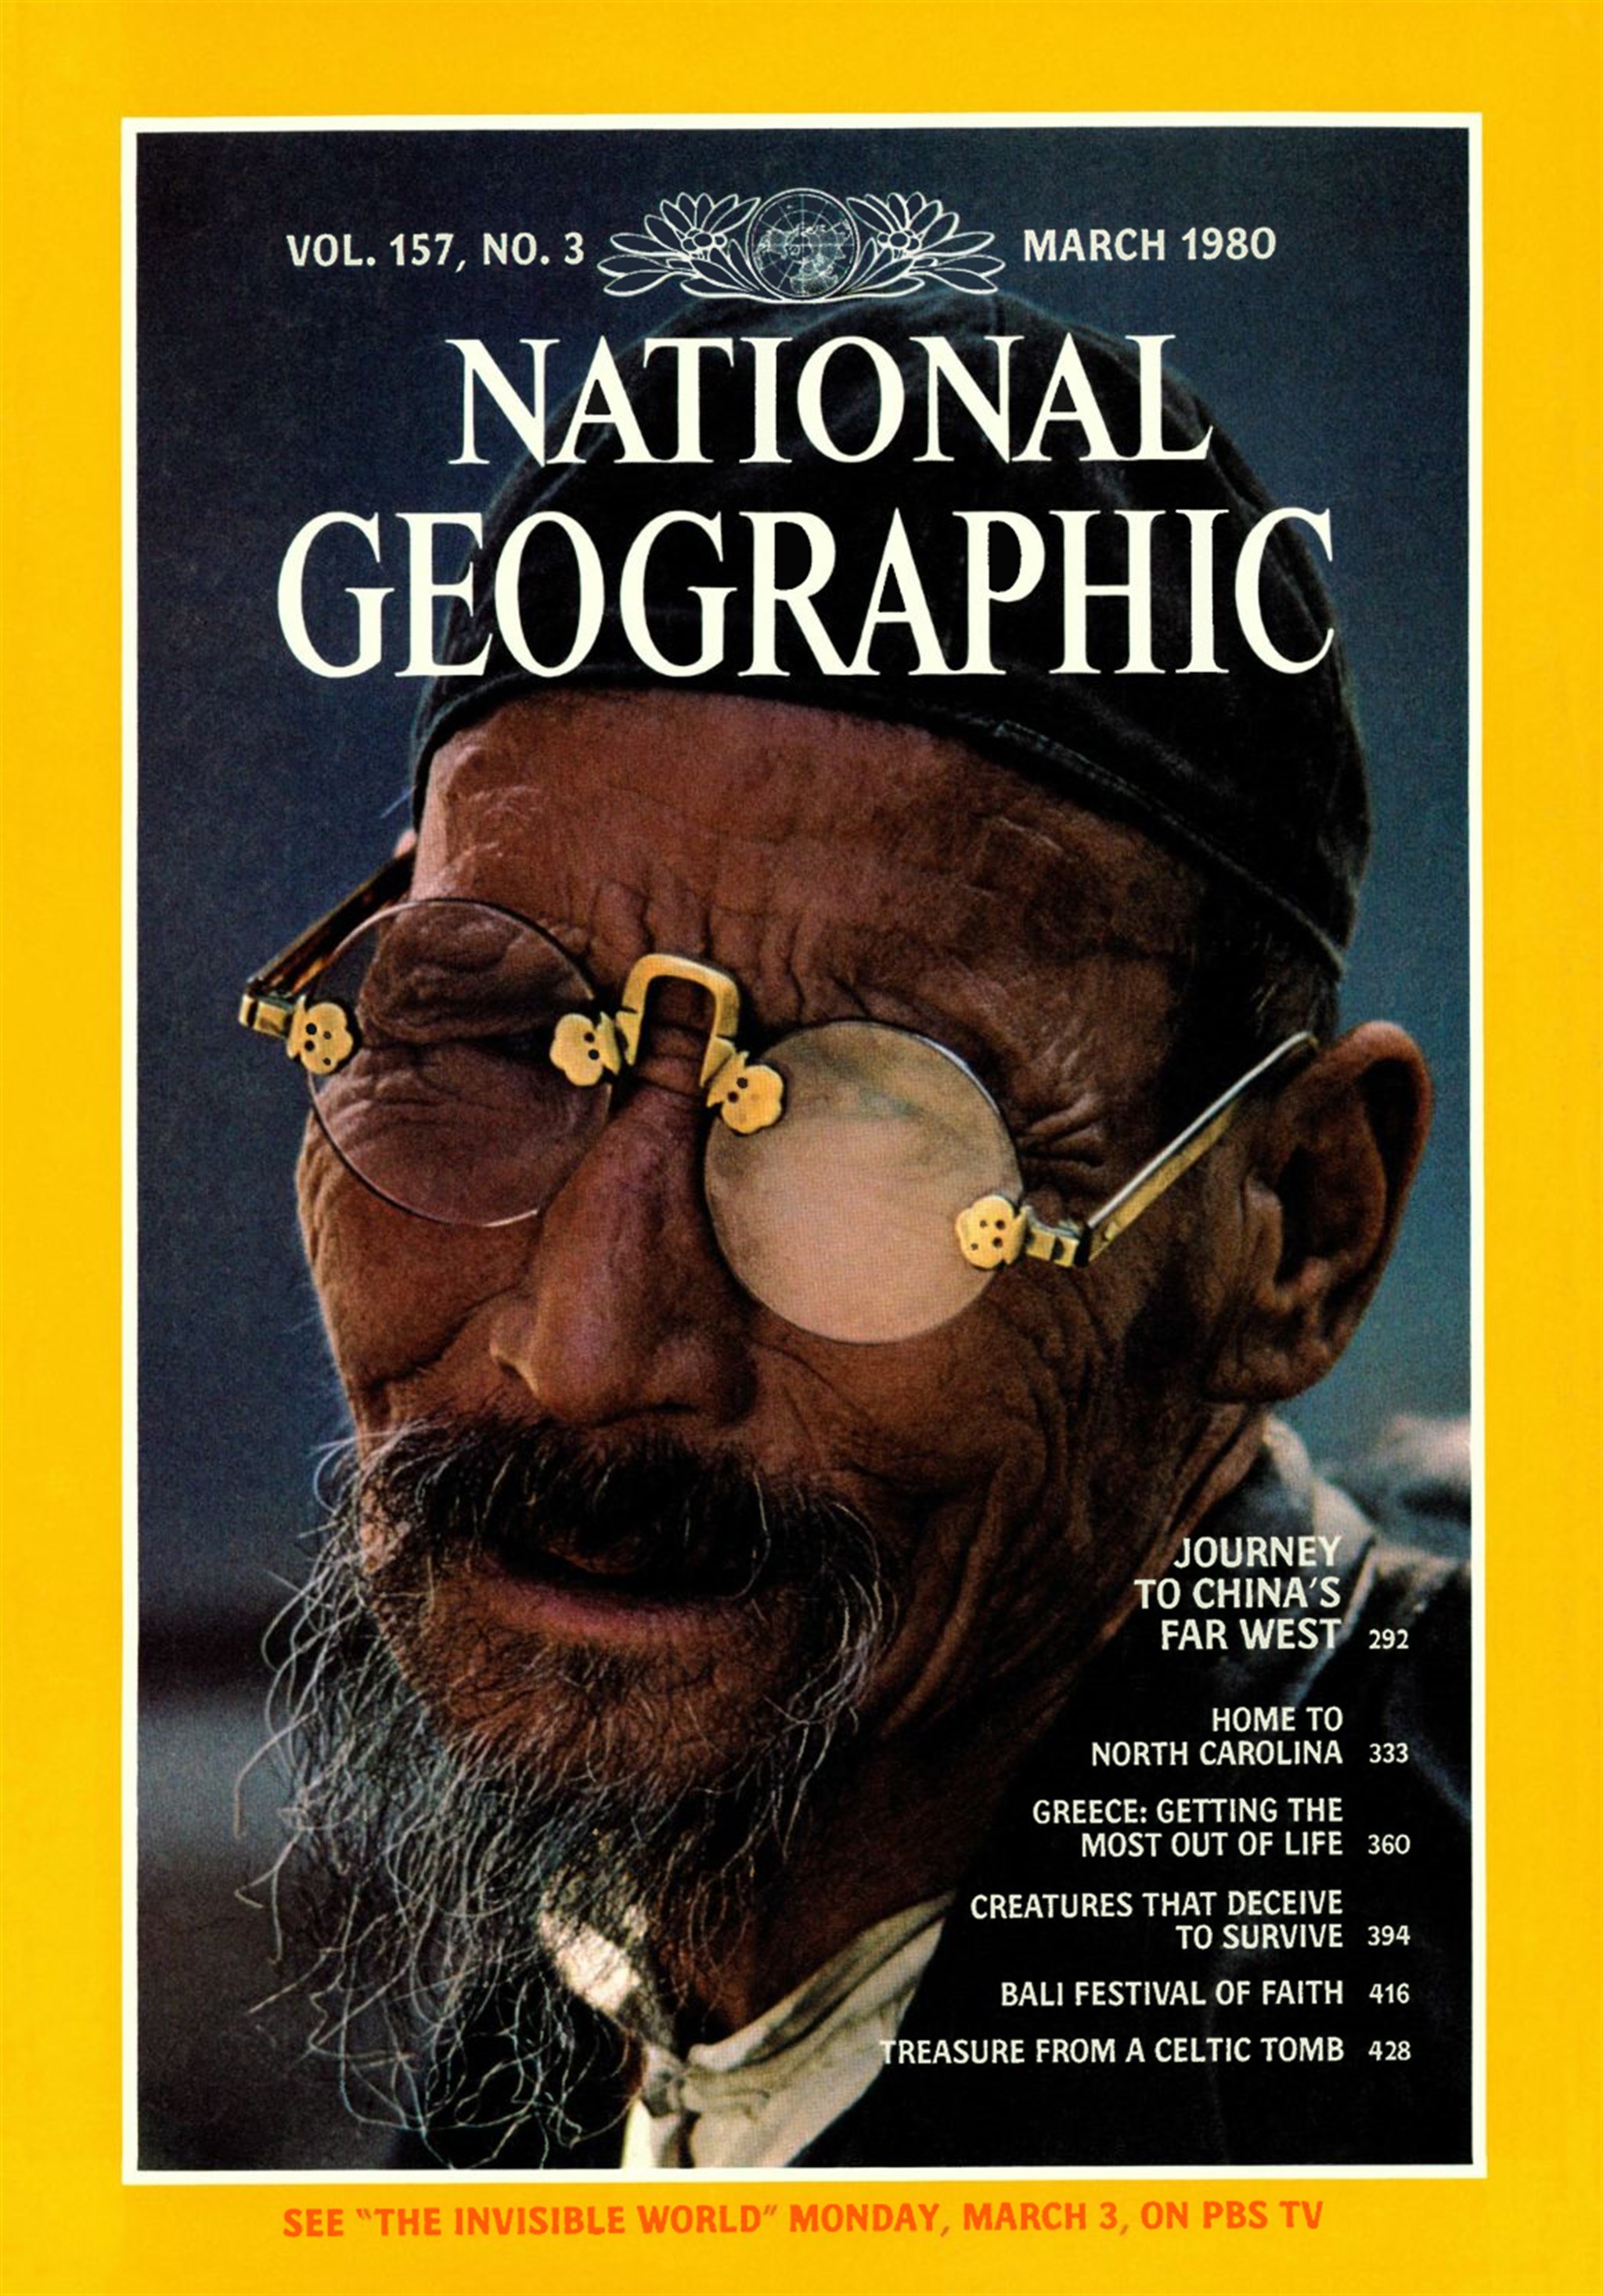 VOL. 157, NO. 3
MARCH 1980
NATIONAL
GEOGRAPHIC
JOURNEY
TO CHINA'S
FAR WEST 292
HOME TO
NORTH CAROLINA 333
GREECE: GETTING THE
MOST OUT OF LIFE 360
CREATURES THAT DECEIVE
TO SURVIVE 394
BALI FESTIVAL OF FAITH 416
TREASURE FROM A CELTIC TOMB 428
SEE "THE INVISIBLE WORLD" MONDAY, MARCH 3, ON PBS TV